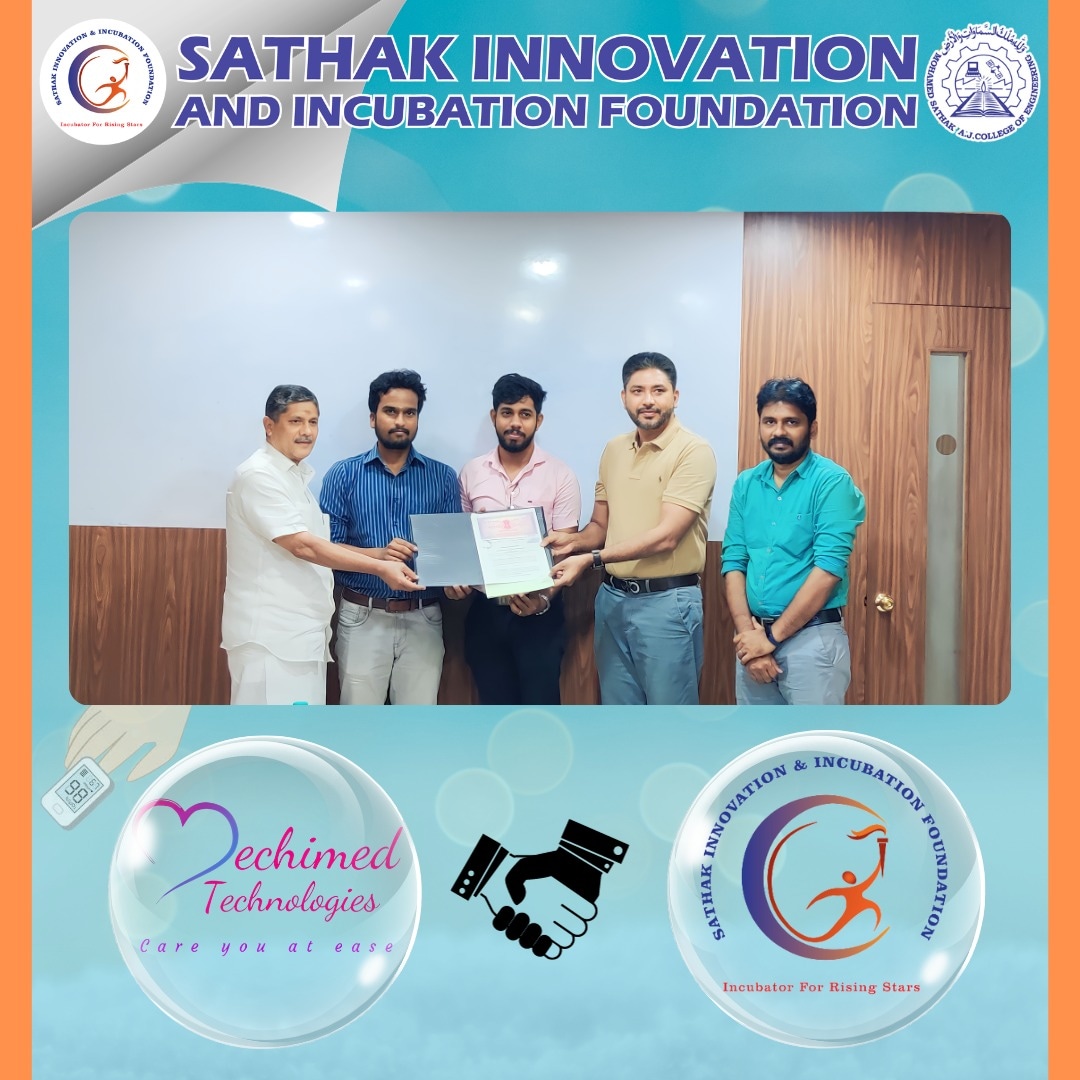 SATHAK INNOVATION & INCUBATION FOUNDATION
Incubator For Rising Stars
SATHAK INNOVATION
AND INCUBATION FOUNDATION
MOHAMED SATHAK A.J.COLLEGE OF ENGINEERING
98
Mechimed
Technologies
Care you at ease
SATHAK INNOVATION & INCUBATION FOUNDATION
Incubator For Rising Stars